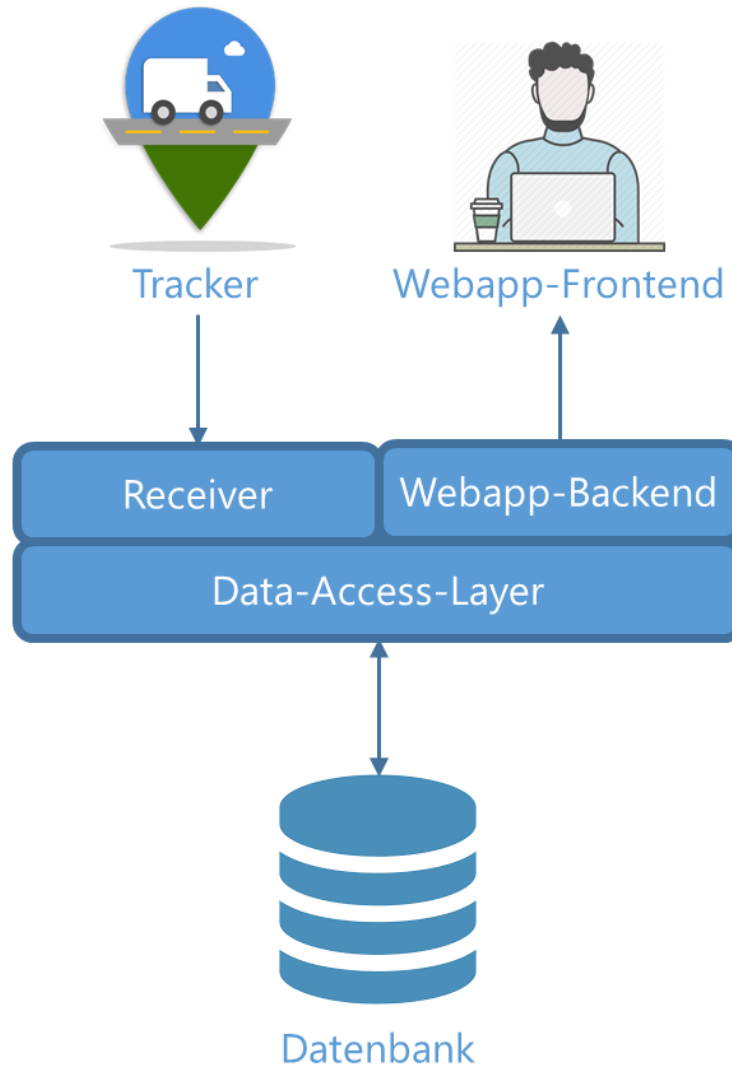 Tracker
Webapp-Frontend
Receiver
Webapp-Backend
Data-Access-Layer
Datenbank